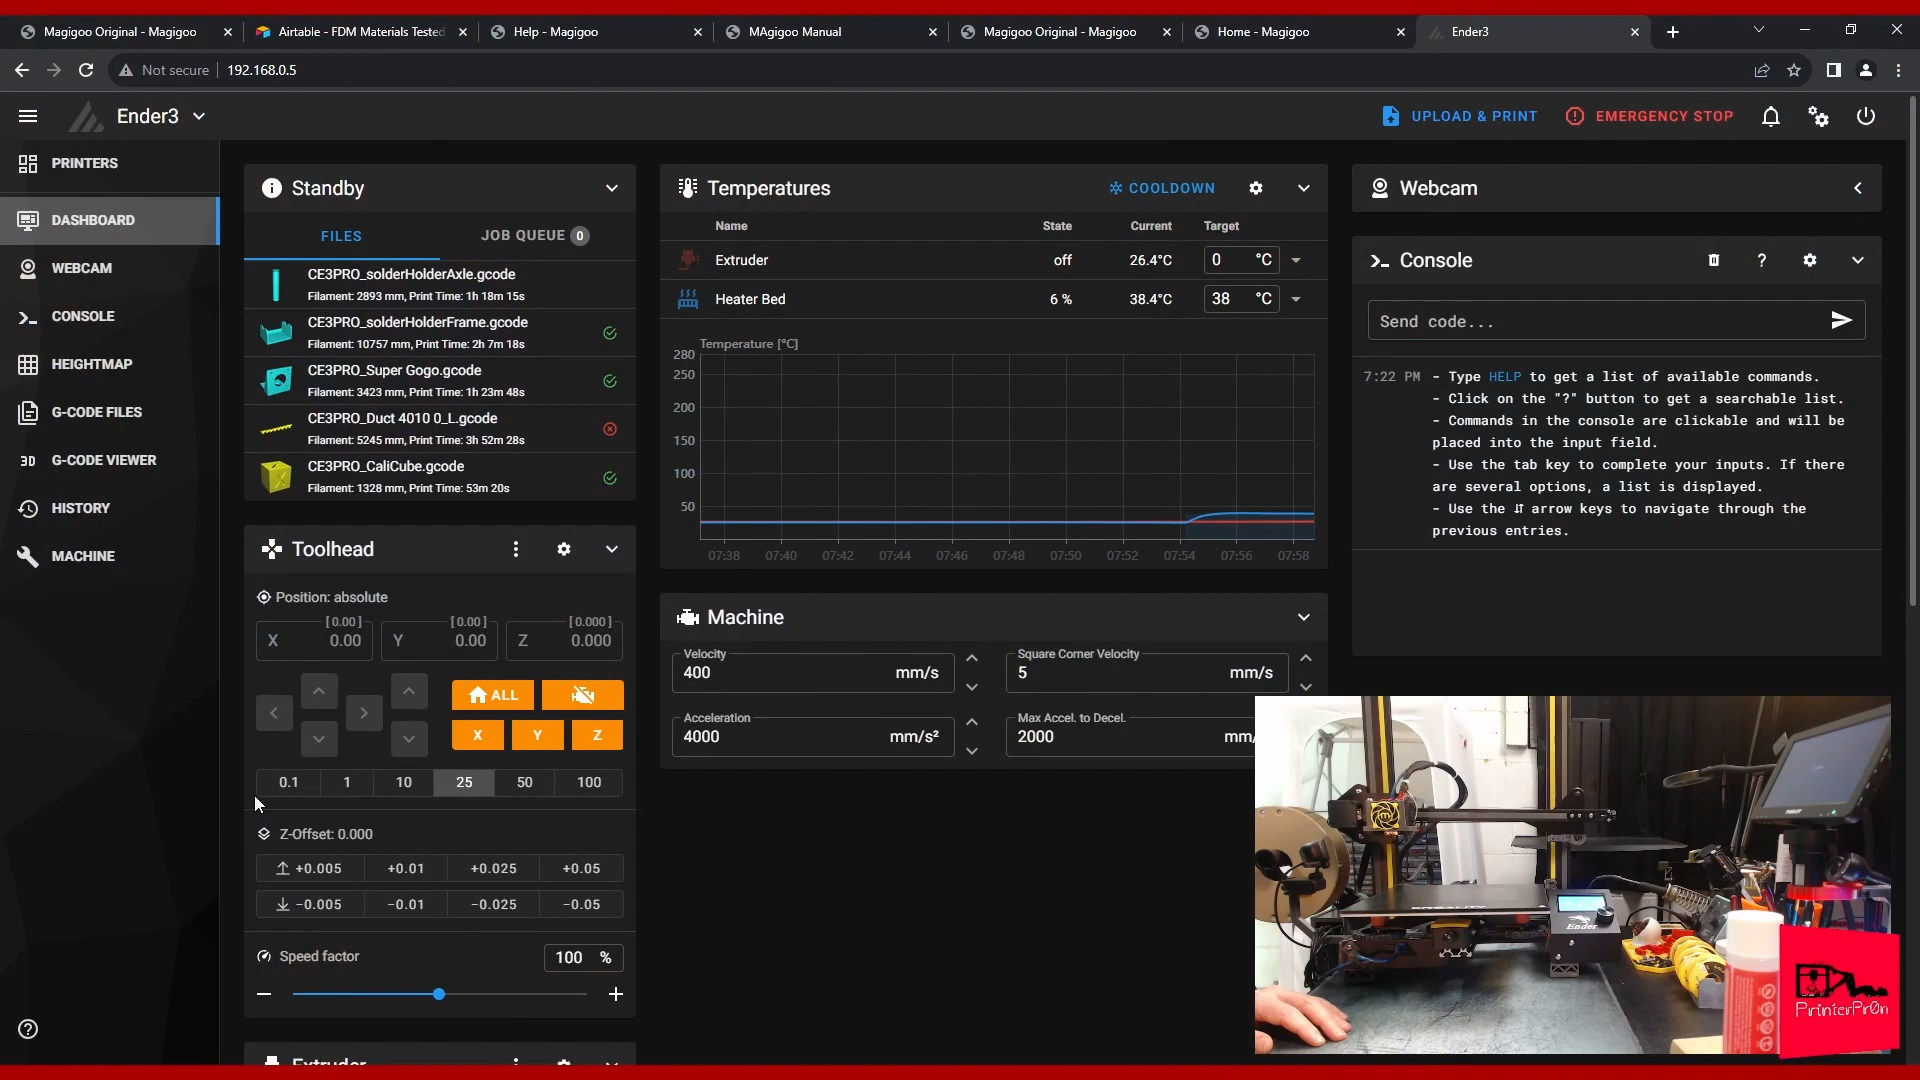 Magigoo Original - Magigoo
Airtable - FDM Materials Tested
Help - Magigoo
MAgigoo Manual
Magigoo Original - Magigoo
Home - Magigoo
Ender3
Not secure
192.168.0.5
Ender3
UPLOAD & PRINT
EMERGENCY STOP
PRINTERS
DASHBOARD
WEBCAM
CONSOLE
HEIGHTMAP
G-CODE FILES
3D G-CODE VIEWER
HISTORY
MACHINE
Standby
FILES
JOB QUEUE 0
CE3PRO_solderHolderAxle.gcode
Filament: 2893 mm, Print Time: 1h 18m 15s
CE3PRO_solderHolderFrame.gcode
Filament: 10757 mm, Print Time: 2h 7m 18s
CE3PRO_Super Gogo.gcode
Filament: 3423 mm, Print Time: 1h 23m 48s
CE3PRO_Duct 4010 0_L.gcode
Filament: 5245 mm, Print Time: 3h 52m 28s
CE3PRO_CaliCube.gcode
Filament: 1328 mm, Print Time: 53m 20s
Toolhead
Position: absolute
[ 0.00 ] [ 0.00 ] [ 0.000 ]
X 0.00 Y 0.00 Z 0.000
ALL
X Y Z
0.1 1 10 25 50 100
Z-Offset: 0.000
+0.005 +0.01 +0.025 +0.05
−0.005 −0.01 −0.025 −0.05
Speed factor
100 %
Extruder
Temperatures
COOLDOWN
Name State Current Target
Extruder off 26.4°C 0 °C
Heater Bed 6 % 38.4°C 38 °C
Temperature [°C]
280
250
200
150
100
50
07:38 07:40 07:42 07:44 07:46 07:48 07:50 07:52 07:54 07:56 07:58
Machine
Velocity
400 mm/s
Square Corner Velocity
5 mm/s
Acceleration
4000 mm/s²
Max Accel. to Decel.
2000 mm/
Webcam
Console
Send code...
7:22 PM - Type HELP to get a list of available commands.
- Click on the "?" button to get a searchable list.
- Commands in the console are clickable and will be
placed into the input field.
- Use the tab key to complete your inputs. If there
are several options, a list is displayed.
- Use the ⇵ arrow keys to navigate through the
previous entries.
Ender
PrinterPr0n